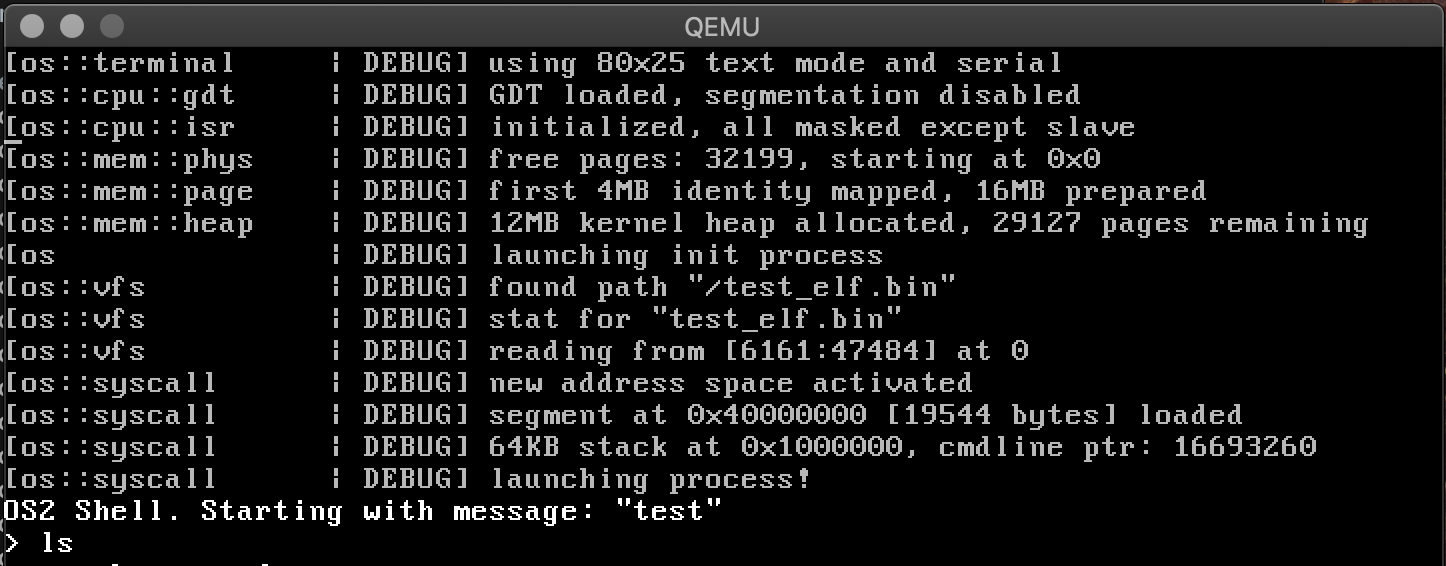 QEMU
[os::terminal     ¦ DEBUG] using 80x25 text mode and serial
[os::cpu::gdt     ¦ DEBUG] GDT loaded, segmentation disabled
[os::cpu::isr     ¦ DEBUG] initialized, all masked except slave
[os::mem::phys    ¦ DEBUG] free pages: 32199, starting at 0x0
[os::mem::page    ¦ DEBUG] first 4MB identity mapped, 16MB prepared
[os::mem::heap    ¦ DEBUG] 12MB kernel heap allocated, 29127 pages remaining
[os               ¦ DEBUG] launching init process
[os::vfs          ¦ DEBUG] found path "/test_elf.bin"
[os::vfs          ¦ DEBUG] stat for "test_elf.bin"
[os::vfs          ¦ DEBUG] reading from [6161:47484] at 0
[os::syscall      ¦ DEBUG] new address space activated
[os::syscall      ¦ DEBUG] segment at 0x40000000 [19544 bytes] loaded
[os::syscall      ¦ DEBUG] 64KB stack at 0x1000000, cmdline ptr: 16693260
[os::syscall      ¦ DEBUG] launching process!
OS2 Shell. Starting with message: "test"
> ls